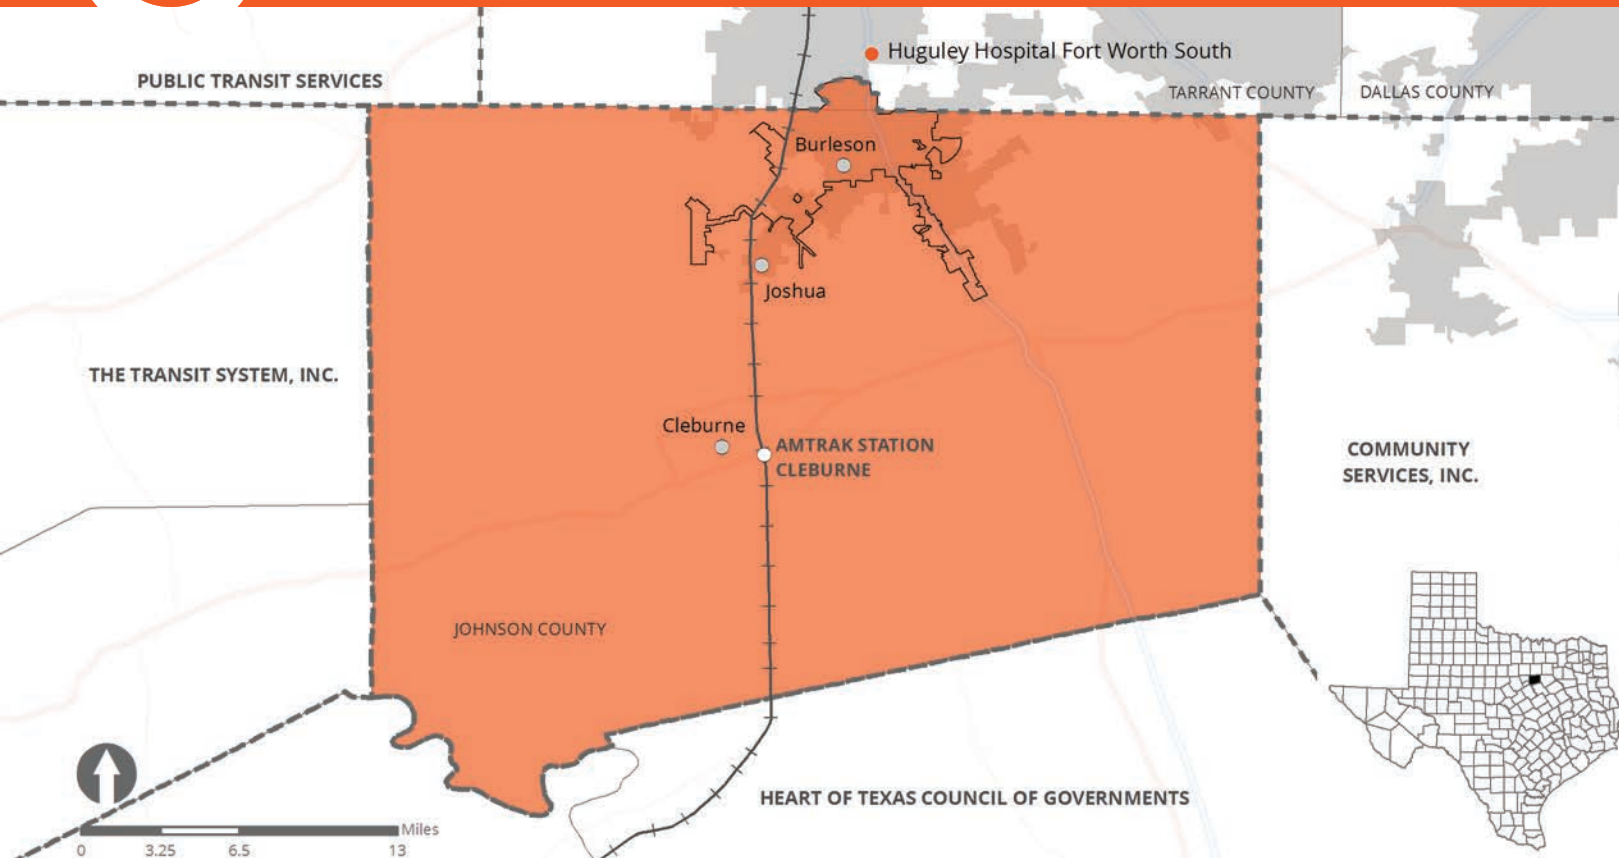 Huguley Hospital Fort Worth South
PUBLIC TRANSIT SERVICES
TARRANT COUNTY
DALLAS COUNTY
Burleson
Joshua
THE TRANSIT SYSTEM, INC.
Cleburne
AMTRAK STATION
CLEBURNE
COMMUNITY
SERVICES, INC.
JOHNSON COUNTY
HEART OF TEXAS COUNCIL OF GOVERNMENTS
Miles
0 3.25 6.5 13